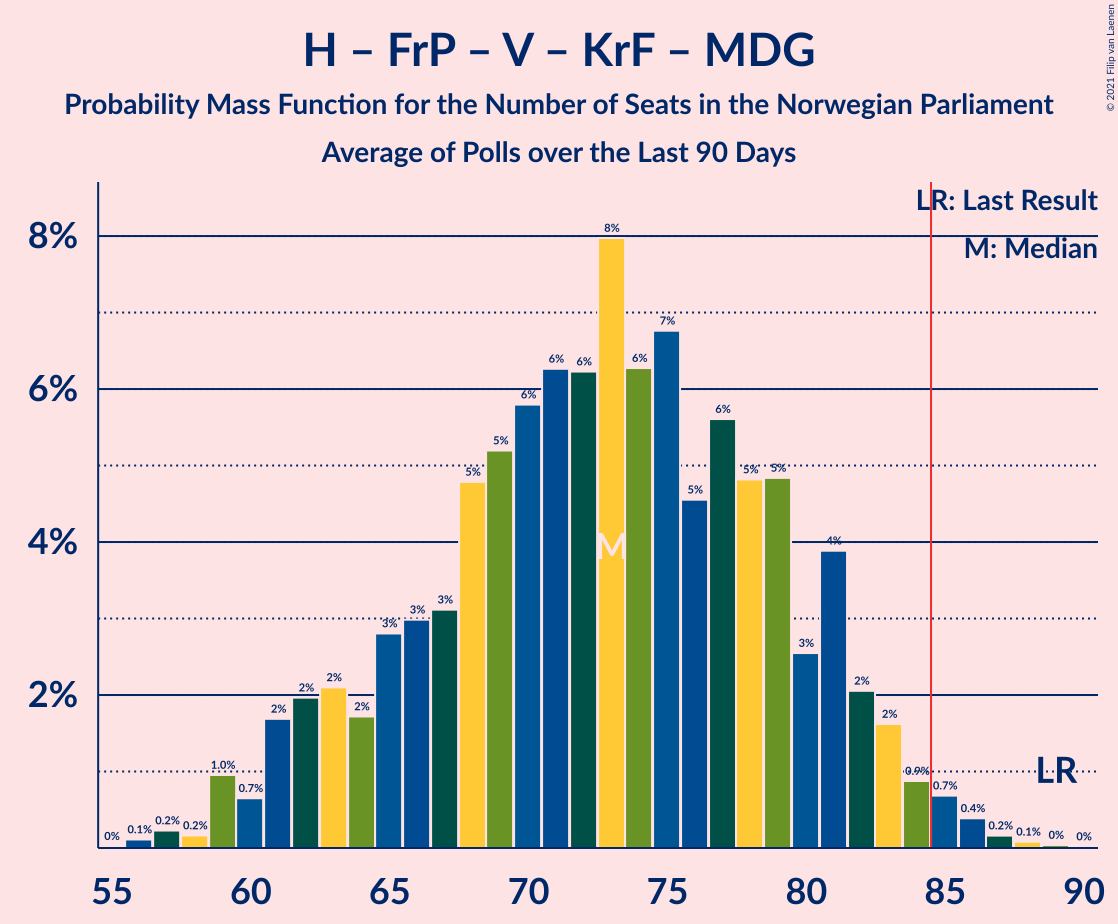 H – FrP – V – KrF – MDG
Probability Mass Function for the Number of Seats in the Norwegian Parliament
Average of Polls over the Last 90 Days
© 2021 Filip van Laenen
LR: Last Result
M: Median
8%
6%
4%
2%
0% 0.1% 0.2% 0.2% 1.0% 0.7% 2% 2% 2% 2% 3% 3% 3% 5% 5% 6% 6% 6% 8% 6% 7% 5% 6% 5% 5% 3% 4% 2% 2% 0.9% 0.7% 0.4% 0.2% 0.1% 0% 0%
M
LR
55 60 65 70 75 80 85 90